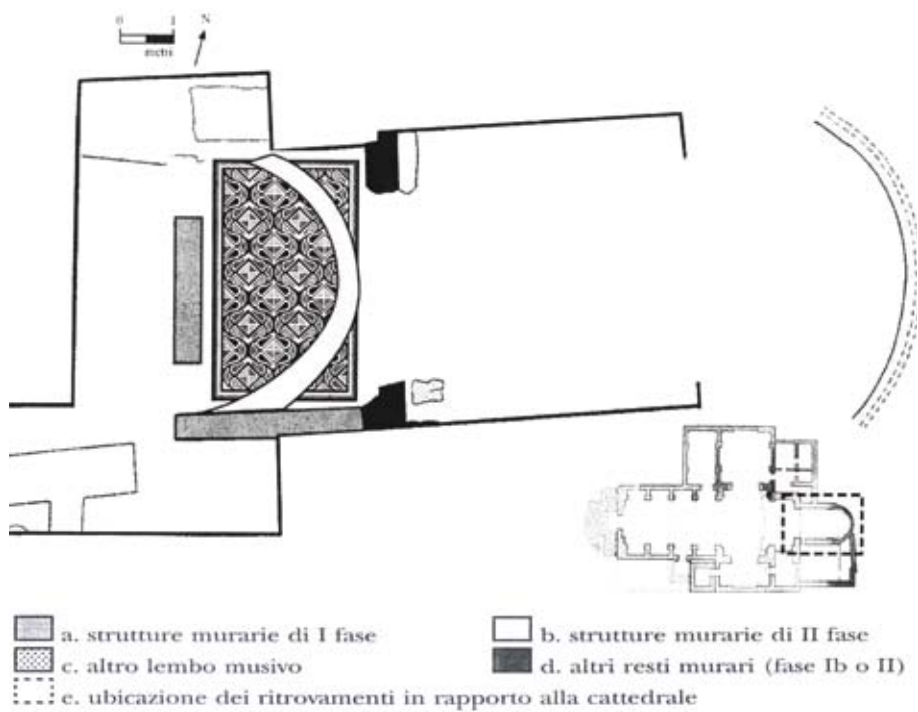 0 1 N
metri
a. strutture murarie di I fase
b. strutture murarie di II fase
c. altro lembo musivo
d. altri resti murari (fase Ib o II)
e. ubicazione dei ritrovamenti in rapporto alla cattedrale